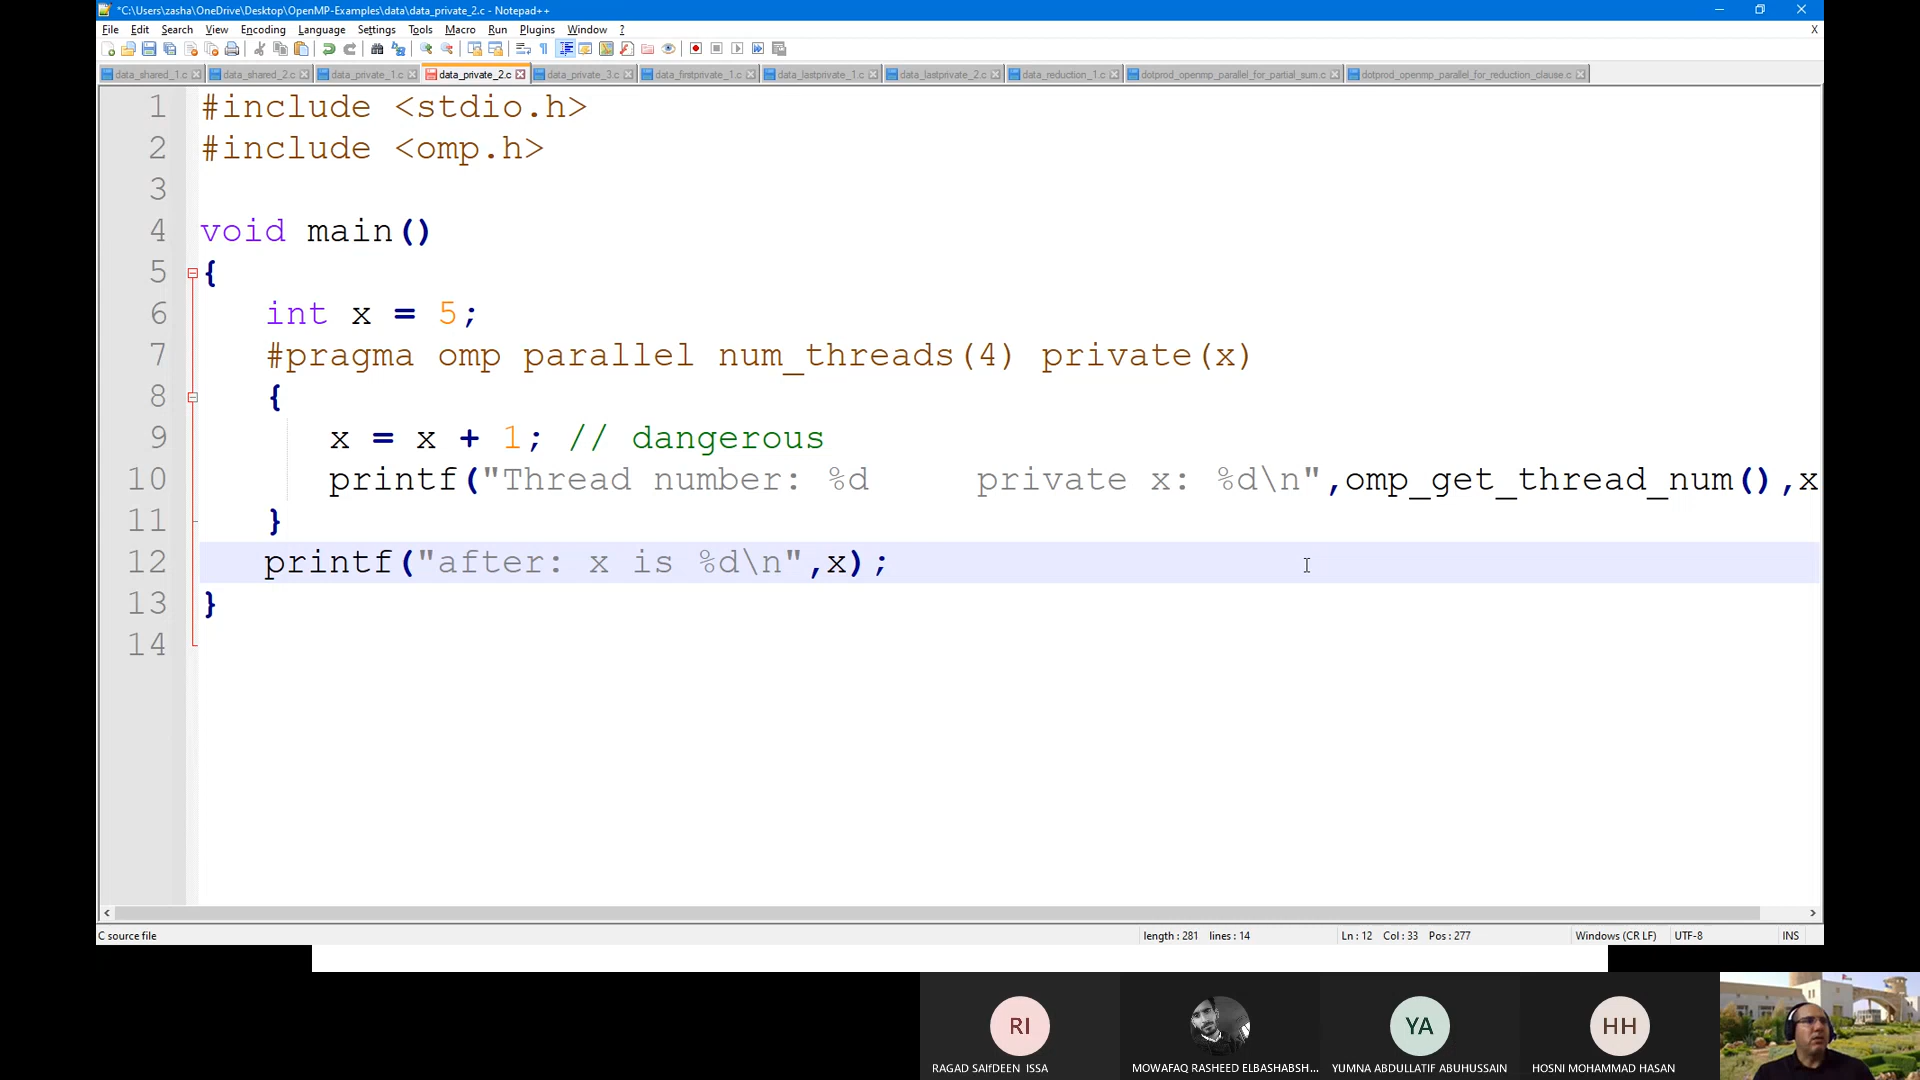 *C:\Users\zasha\OneDrive\Desktop\OpenMP-Examples\data\data_private_2.c - Notepad++
File Edit Search View Encoding Language Settings Tools Macro Run Plugins Window ? X
data_shared_1.c data_shared_2.c data_private_1.c data_private_2.c data_private_3.c data_firstprivate_1.c data_lastprivate_1.c data_lastprivate_2.c data_reduction_1.c dotprod_openmp_parallel_for_partial_sum.c dotprod_openmp_parallel_for_reduction_clause.c
1 #include <stdio.h>
2 #include <omp.h>
3
4 void main()
5 {
6 int x = 5;
7 #pragma omp parallel num_threads(4) private(x)
8 {
9 x = x + 1; // dangerous
10 printf("Thread number: %d private x: %d\n",omp_get_thread_num(),x
11 }
12 printf("after: x is %d\n",x);
13 }
14
C source file length : 281 lines : 14 Ln : 12 Col : 33 Pos : 277 Windows (CR LF) UTF-8 INS
RI YA HH
RAGAD SAIfDEEN ISSA MOWAFAQ RASHEED ELBASHABSH... YUMNA ABDULLATIF ABUHUSSAIN HOSNI MOHAMMAD HASAN